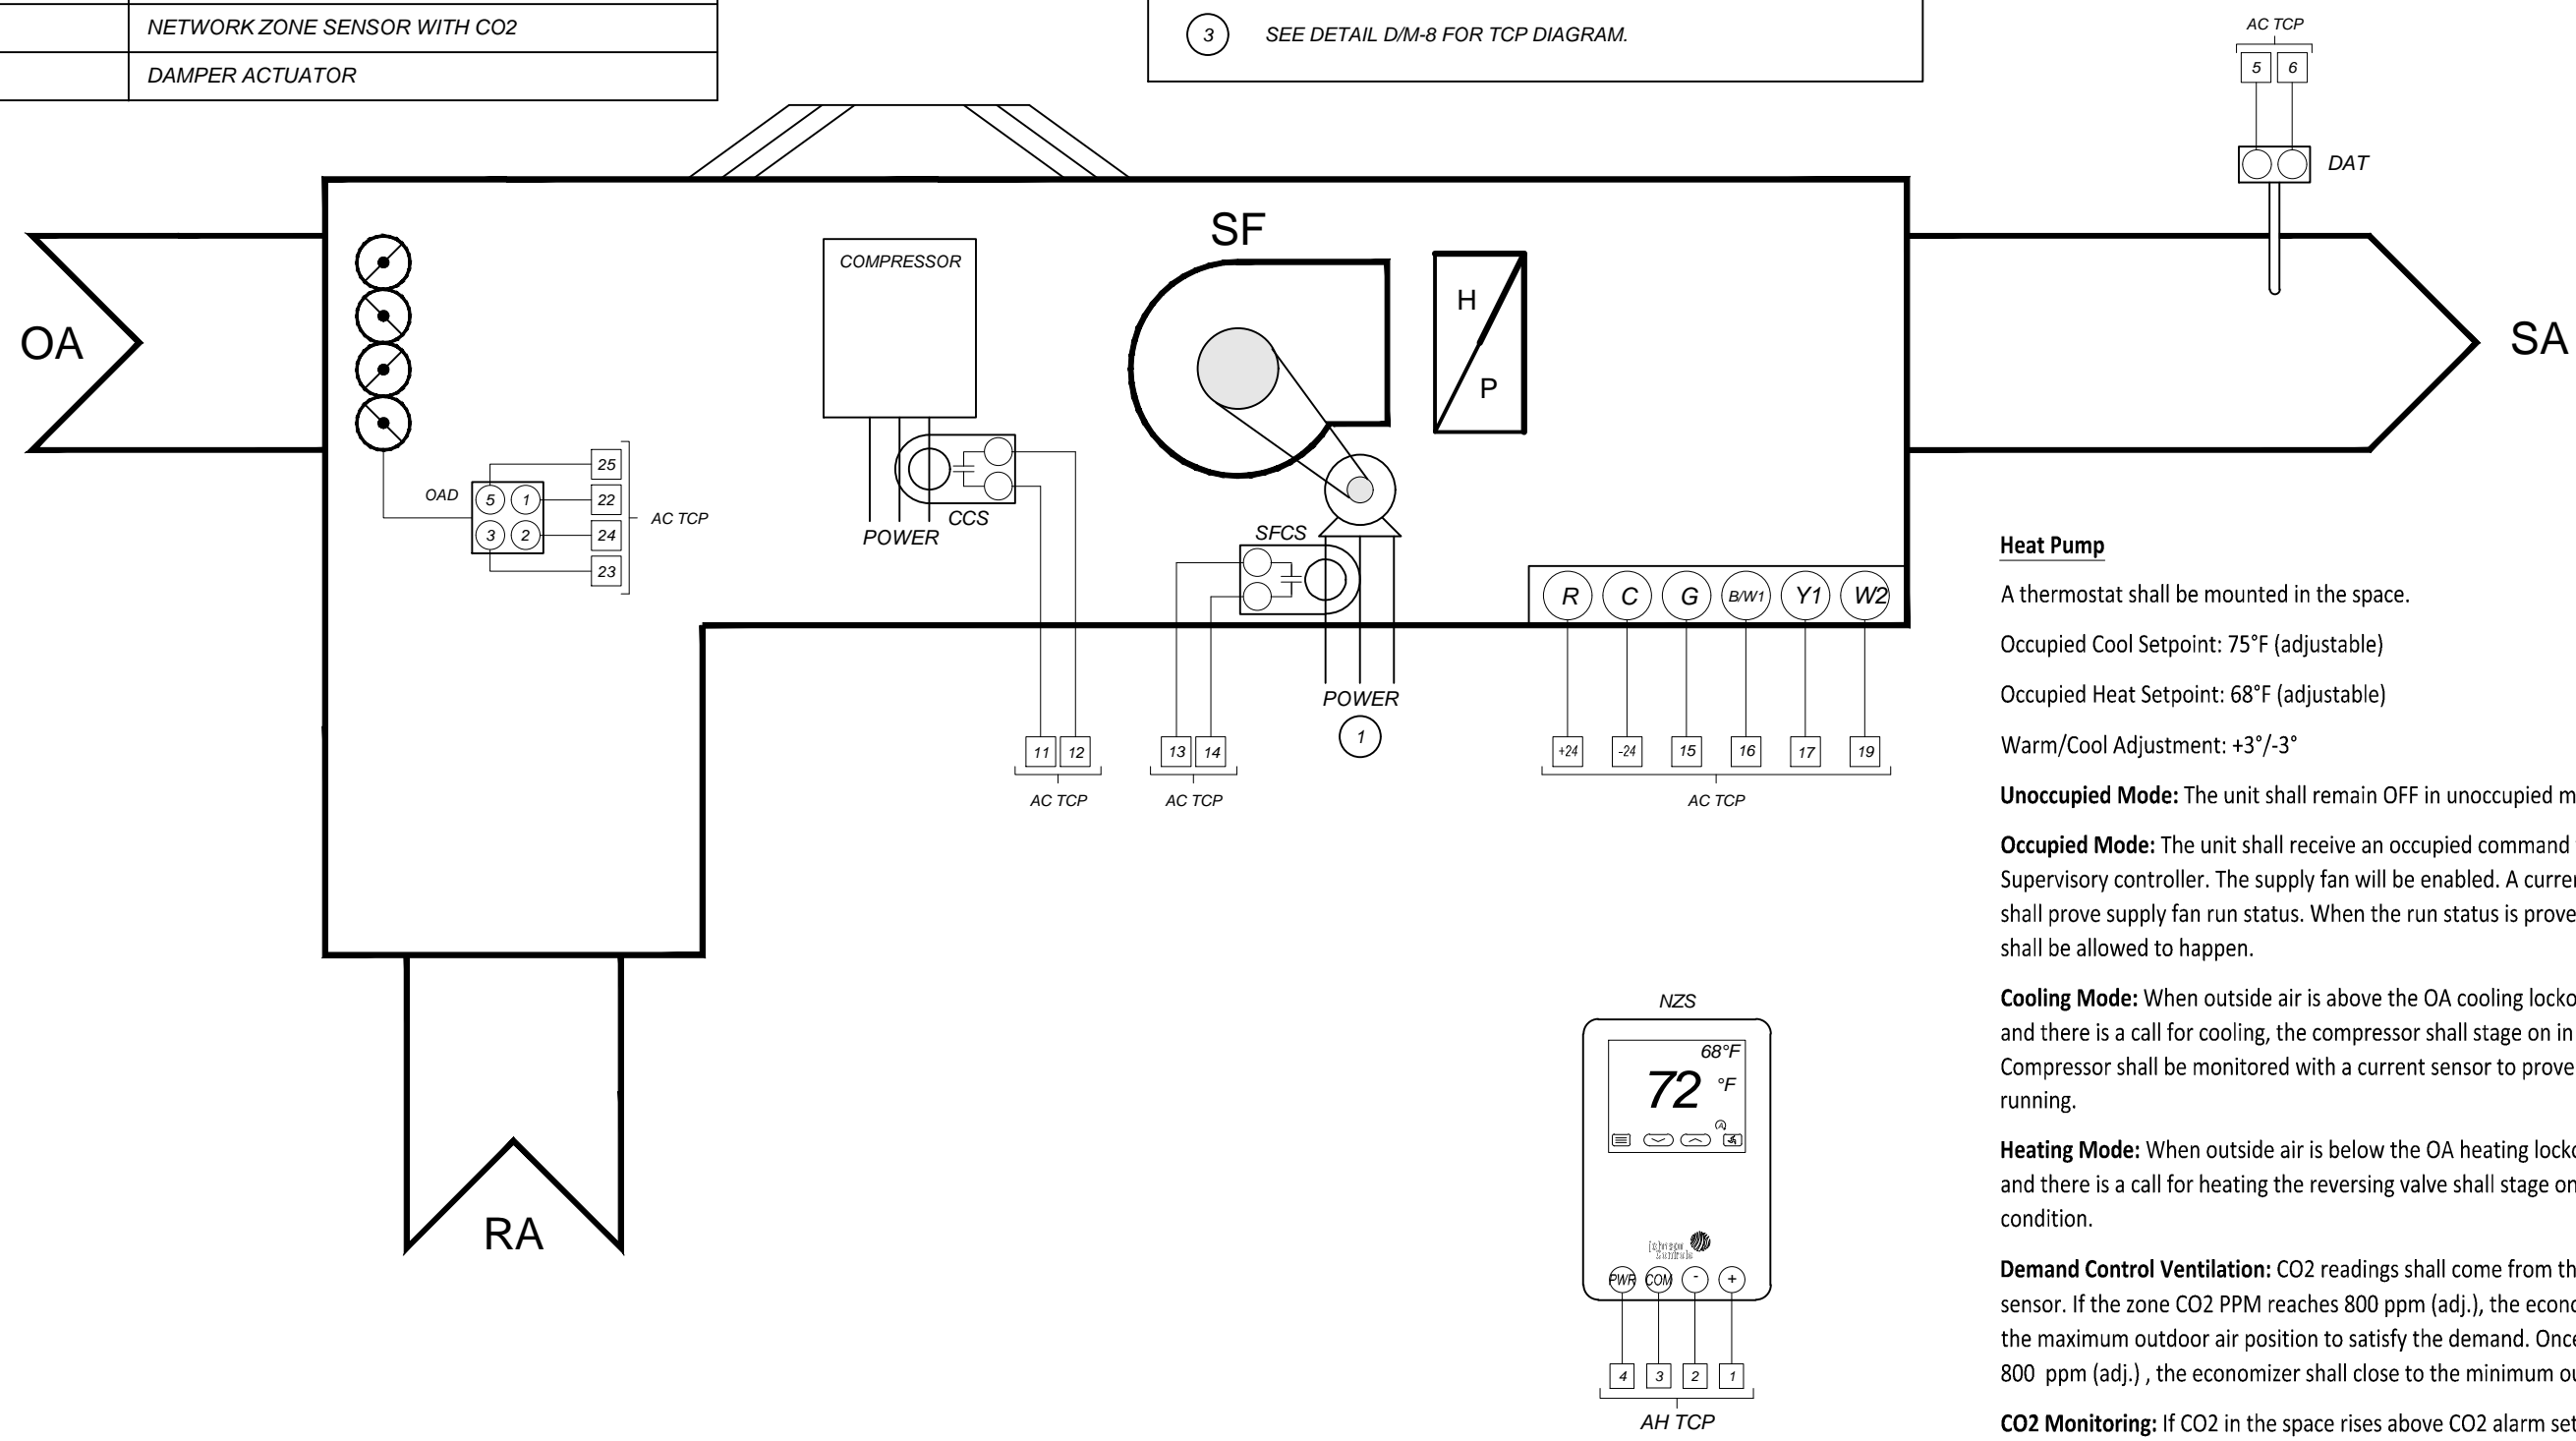 NETWORK ZONE SENSOR WITH CO2
DAMPER ACTUATOR
3 SEE DETAIL D/M-8 FOR TCP DIAGRAM.
AC TCP
5 6
DAT
OA
COMPRESSOR
SF
H
P
SA
OAD
5 1
3 2
25
22
24
23
AC TCP
POWER
CCS
SFCS
POWER
1
R C G B/W1 Y1 W2
11 12
AC TCP
13 14
AC TCP
+24 -24 15 16 17 19
AC TCP
RA
NZS
68°F
72 °F
Johnson
Controls
PWR COM - +
4 3 2 1
AH TCP
Heat Pump
A thermostat shall be mounted in the space.
Occupied Cool Setpoint: 75°F (adjustable)
Occupied Heat Setpoint: 68°F (adjustable)
Warm/Cool Adjustment: +3°/-3°
Unoccupied Mode: The unit shall remain OFF in unoccupied m
Occupied Mode: The unit shall receive an occupied command
Supervisory controller. The supply fan will be enabled. A curre
shall prove supply fan run status. When the run status is prove
shall be allowed to happen.
Cooling Mode: When outside air is above the OA cooling locko
and there is a call for cooling, the compressor shall stage on in
Compressor shall be monitored with a current sensor to prove
running.
Heating Mode: When outside air is below the OA heating locko
and there is a call for heating the reversing valve shall stage on
condition.
Demand Control Ventilation: CO2 readings shall come from th
sensor. If the zone CO2 PPM reaches 800 ppm (adj.), the econo
the maximum outdoor air position to satisfy the demand. Once
800 ppm (adj.) , the economizer shall close to the minimum ou
CO2 Monitoring: If CO2 in the space rises above CO2 alarm set